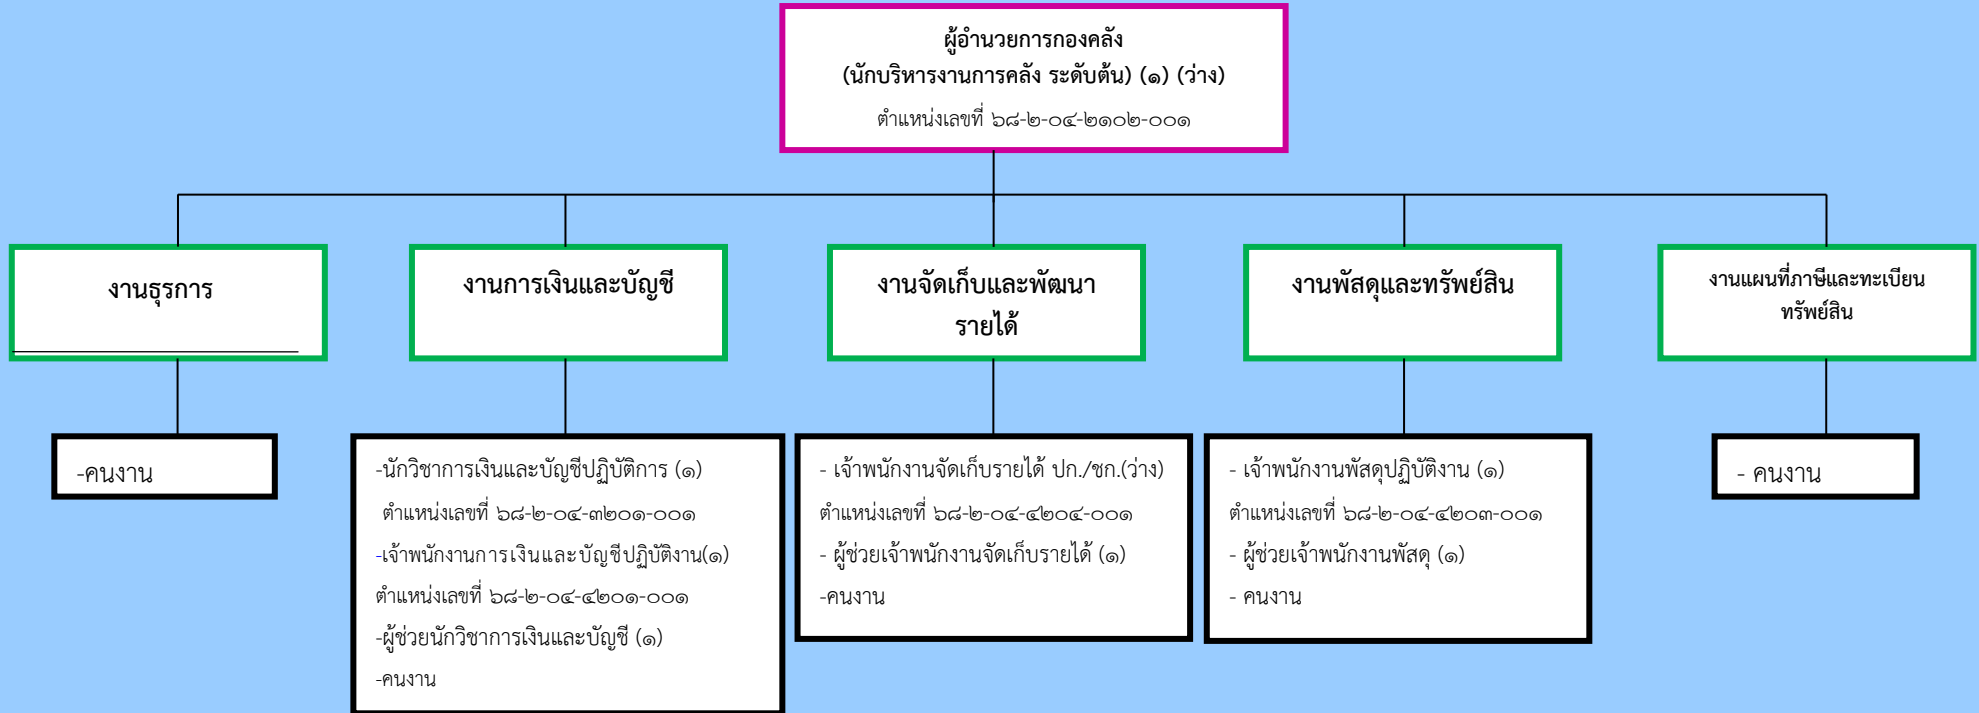 ผู้อำนวยการกองคลัง
(นักบริหารงานการคลัง ระดับต้น) (๑) (ว่าง)
ตำแหน่งเลขที่ ๖๘-๒-๐๔-๒๑๐๒-๐๐๑
งานธุรการ
งานการเงินและบัญชี
งานจัดเก็บและพัฒนา
รายได้
งานพัสดุและทรัพย์สิน
งานแผนที่ภาษีและทะเบียน
ทรัพย์สิน
-คนงาน
-นักวิชาการเงินและบัญชีปฏิบัติการ (๑)
ตำแหน่งเลขที่ ๖๘-๒-๐๔-๓๒๐๑-๐๐๑
-เจ้าพนักงานการเงินและบัญชีปฏิบัติงาน(๑)
ตำแหน่งเลขที่ ๖๘-๒-๐๔-๔๒๐๑-๐๐๑
-ผู้ช่วยนักวิชาการเงินและบัญชี (๑)
-คนงาน
- เจ้าพนักงานจัดเก็บรายได้ ปก./ชก.(ว่าง)
ตำแหน่งเลขที่ ๖๘-๒-๐๔-๔๒๐๔-๐๐๑
- ผู้ช่วยเจ้าพนักงานจัดเก็บรายได้ (๑)
-คนงาน
- เจ้าพนักงานพัสดุปฏิบัติงาน (๑)
ตำแหน่งเลขที่ ๖๘-๒-๐๔-๔๒๐๓-๐๐๑
- ผู้ช่วยเจ้าพนักงานพัสดุ (๑)
- คนงาน
- คนงาน